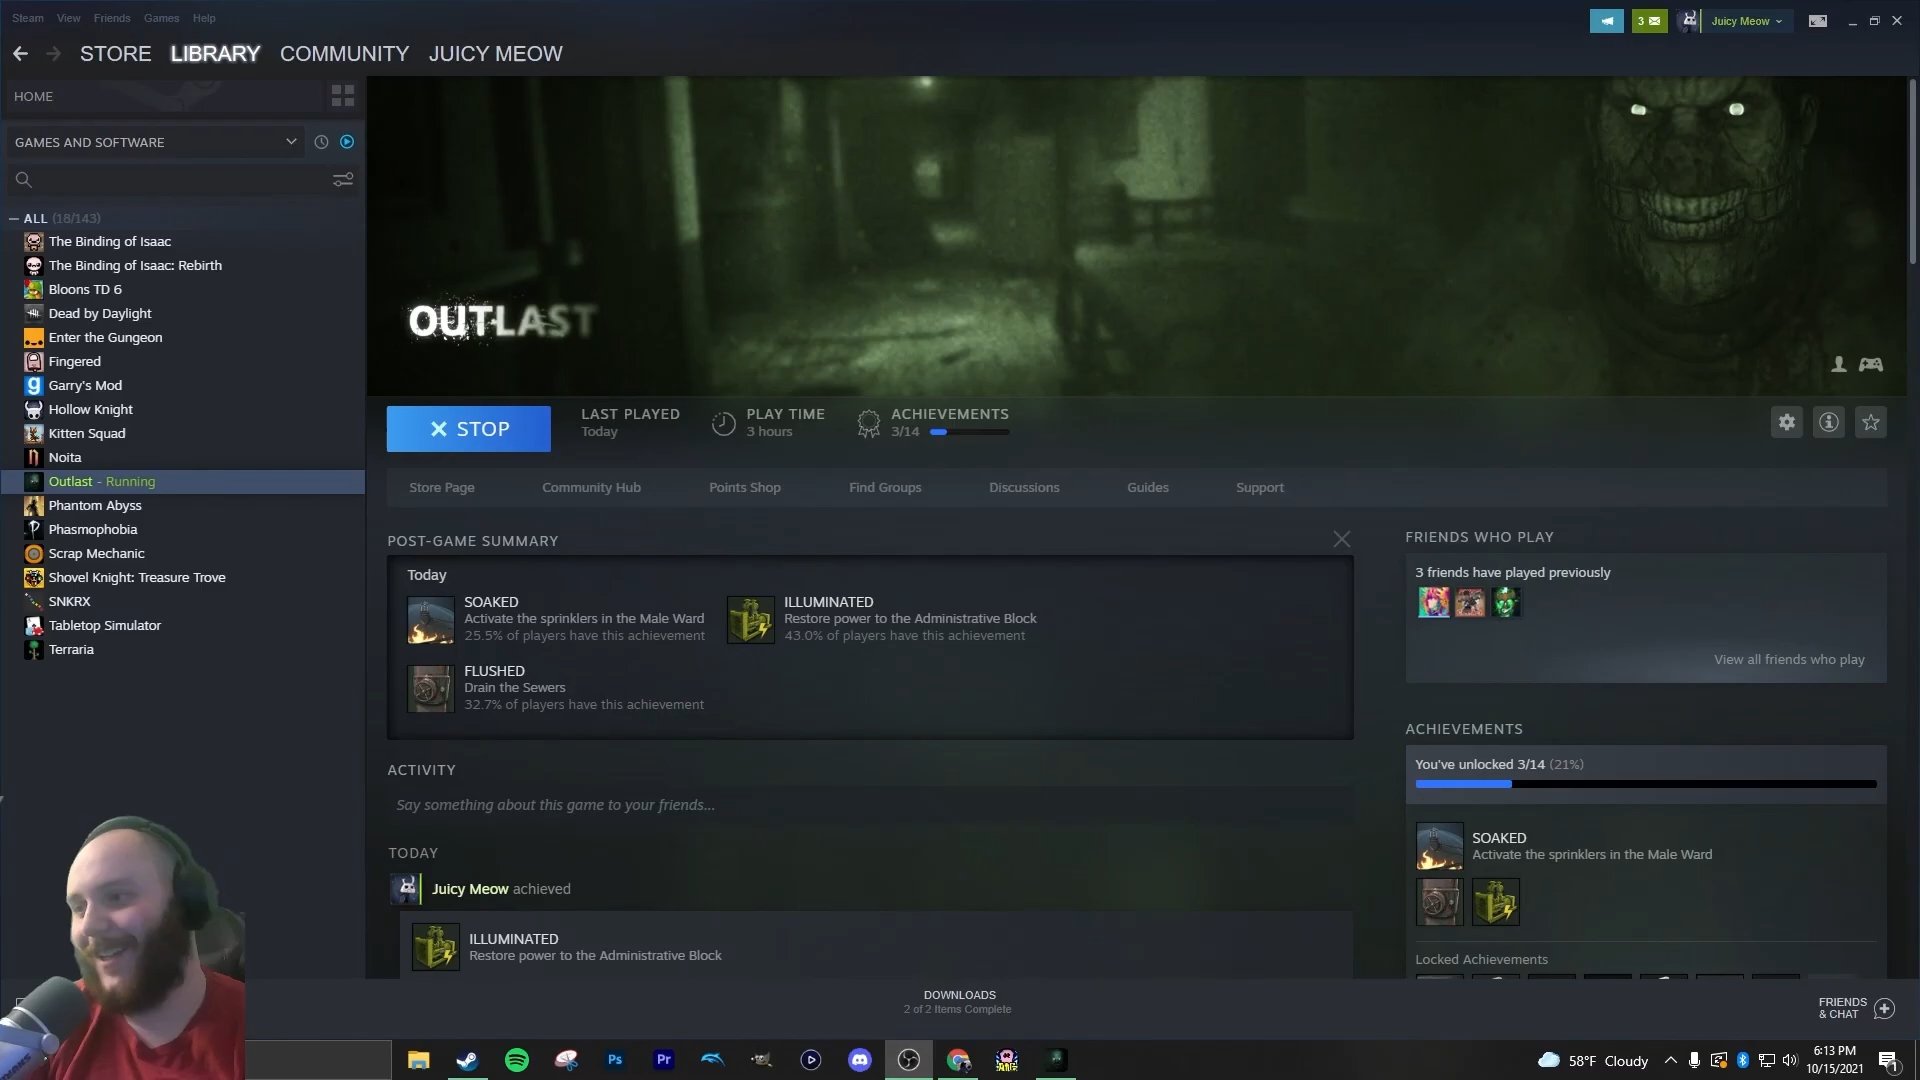 Steam View Friends Games Help
3
Juicy Meow
STORE LIBRARY COMMUNITY JUICY MEOW
HOME
GAMES AND SOFTWARE
ALL (18/143)
The Binding of Isaac
The Binding of Isaac: Rebirth
Bloons TD 6
Dead by Daylight
Enter the Gungeon
Fingered
Garry's Mod
Hollow Knight
Kitten Squad
Noita
Outlast - Running
Phantom Abyss
Phasmophobia
Scrap Mechanic
Shovel Knight: Treasure Trove
SNKRX
Tabletop Simulator
Terraria
OUTLAST
STOP
LAST PLAYED
Today
PLAY TIME
3 hours
ACHIEVEMENTS
3/14
Store Page Community Hub Points Shop Find Groups Discussions Guides Support
POST-GAME SUMMARY
Today
SOAKED
Activate the sprinklers in the Male Ward
25.5% of players have this achievement
ILLUMINATED
Restore power to the Administrative Block
43.0% of players have this achievement
FLUSHED
Drain the Sewers
32.7% of players have this achievement
ACTIVITY
Say something about this game to your friends...
TODAY
Juicy Meow achieved
ILLUMINATED
Restore power to the Administrative Block
FRIENDS WHO PLAY
3 friends have played previously
View all friends who play
ACHIEVEMENTS
You've unlocked 3/14 (21%)
SOAKED
Activate the sprinklers in the Male Ward
Locked Achievements
DOWNLOADS
2 of 2 Items Complete
FRIENDS
& CHAT
Ps
Pr
58°F Cloudy
6:13 PM
10/15/2021
1